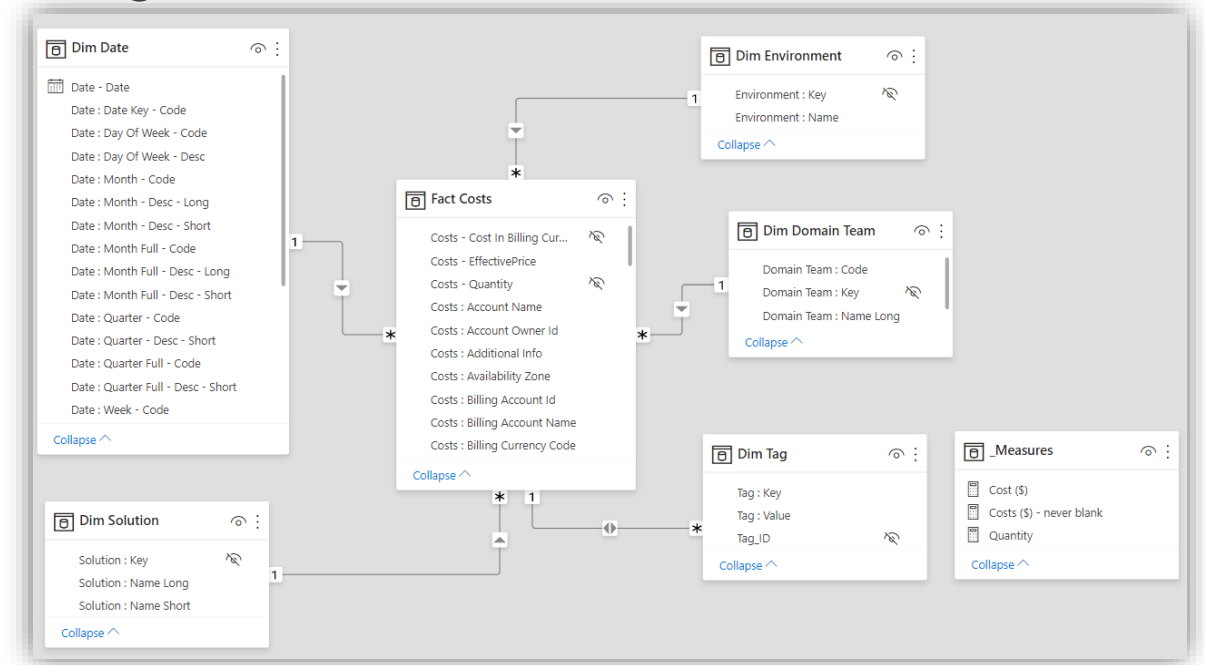 Dim Date
Date - Date
Date : Date Key - Code
Date : Day Of Week - Code
Date : Day Of Week - Desc
Date : Month - Code
Date : Month - Desc - Long
Date : Month - Desc - Short
Date : Month Full - Code
Date : Month Full - Desc - Long
Date : Month Full - Desc - Short
Date : Quarter - Code
Date : Quarter - Desc - Short
Date : Quarter Full - Code
Date : Quarter Full - Desc - Short
Date : Week - Code
Collapse
1
*
Dim Environment
Environment : Key
Environment : Name
Collapse
1
*
Fact Costs
Costs - Cost In Billing Cur...
Costs - EffectivePrice
Costs - Quantity
Costs : Account Name
Costs : Account Owner Id
Costs : Additional Info
Costs : Availability Zone
Costs : Billing Account Id
Costs : Billing Account Name
Costs : Billing Currency Code
Collapse
Dim Domain Team
Domain Team : Code
Domain Team : Key
Domain Team : Name Long
Collapse
1
*
Dim Solution
Solution : Key
Solution : Name Long
Solution : Name Short
Collapse
1
*
Dim Tag
Tag : Key
Tag : Value
Tag_ID
Collapse
1
*
_Measures
Cost ($)
Costs ($) - never blank
Quantity
Collapse